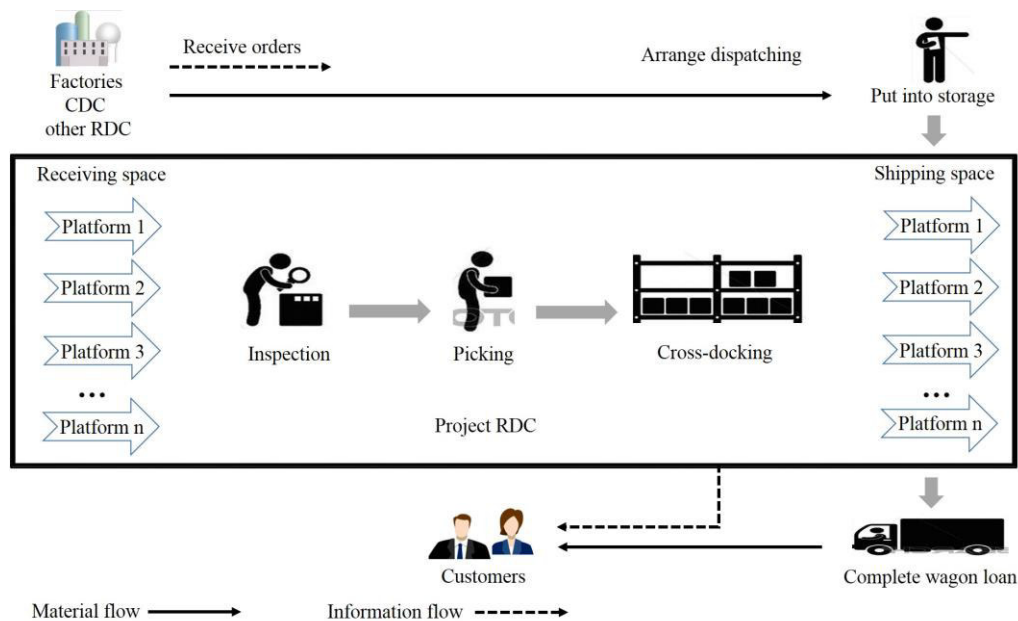 Receive orders
Arrange dispatching
Factories
CDC
other RDC
Put into storage
Receiving space
Shipping space
Platform 1
Platform 2
Platform 3
...
Platform n
Inspection
Picking
Cross-docking
Project RDC
Platform 1
Platform 2
Platform 3
...
Platform n
Customers
Complete wagon loan
Material flow
Information flow